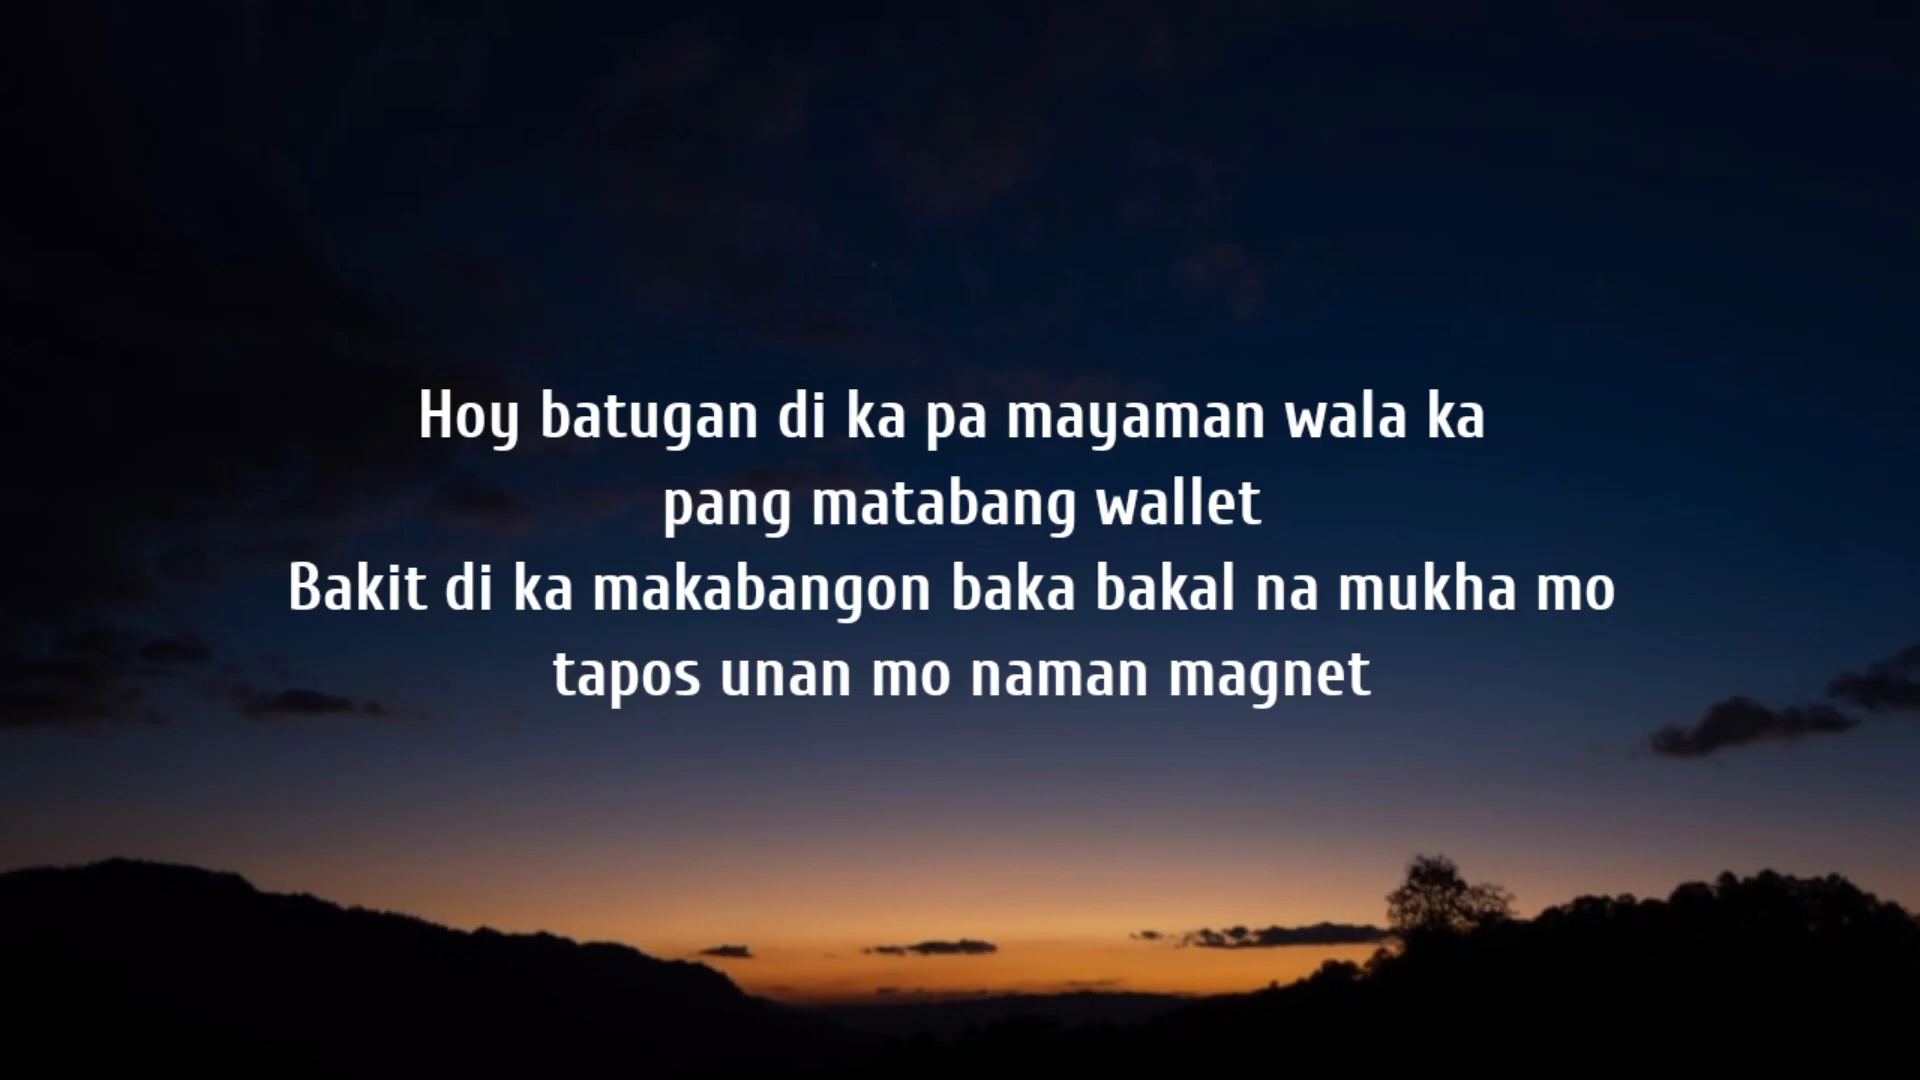 Hoy batugan di ka pa mayaman wala ka
pang matabang wallet
Bakit di ka makabangon baka bakal na mukha mo
tapos unan mo naman magnet